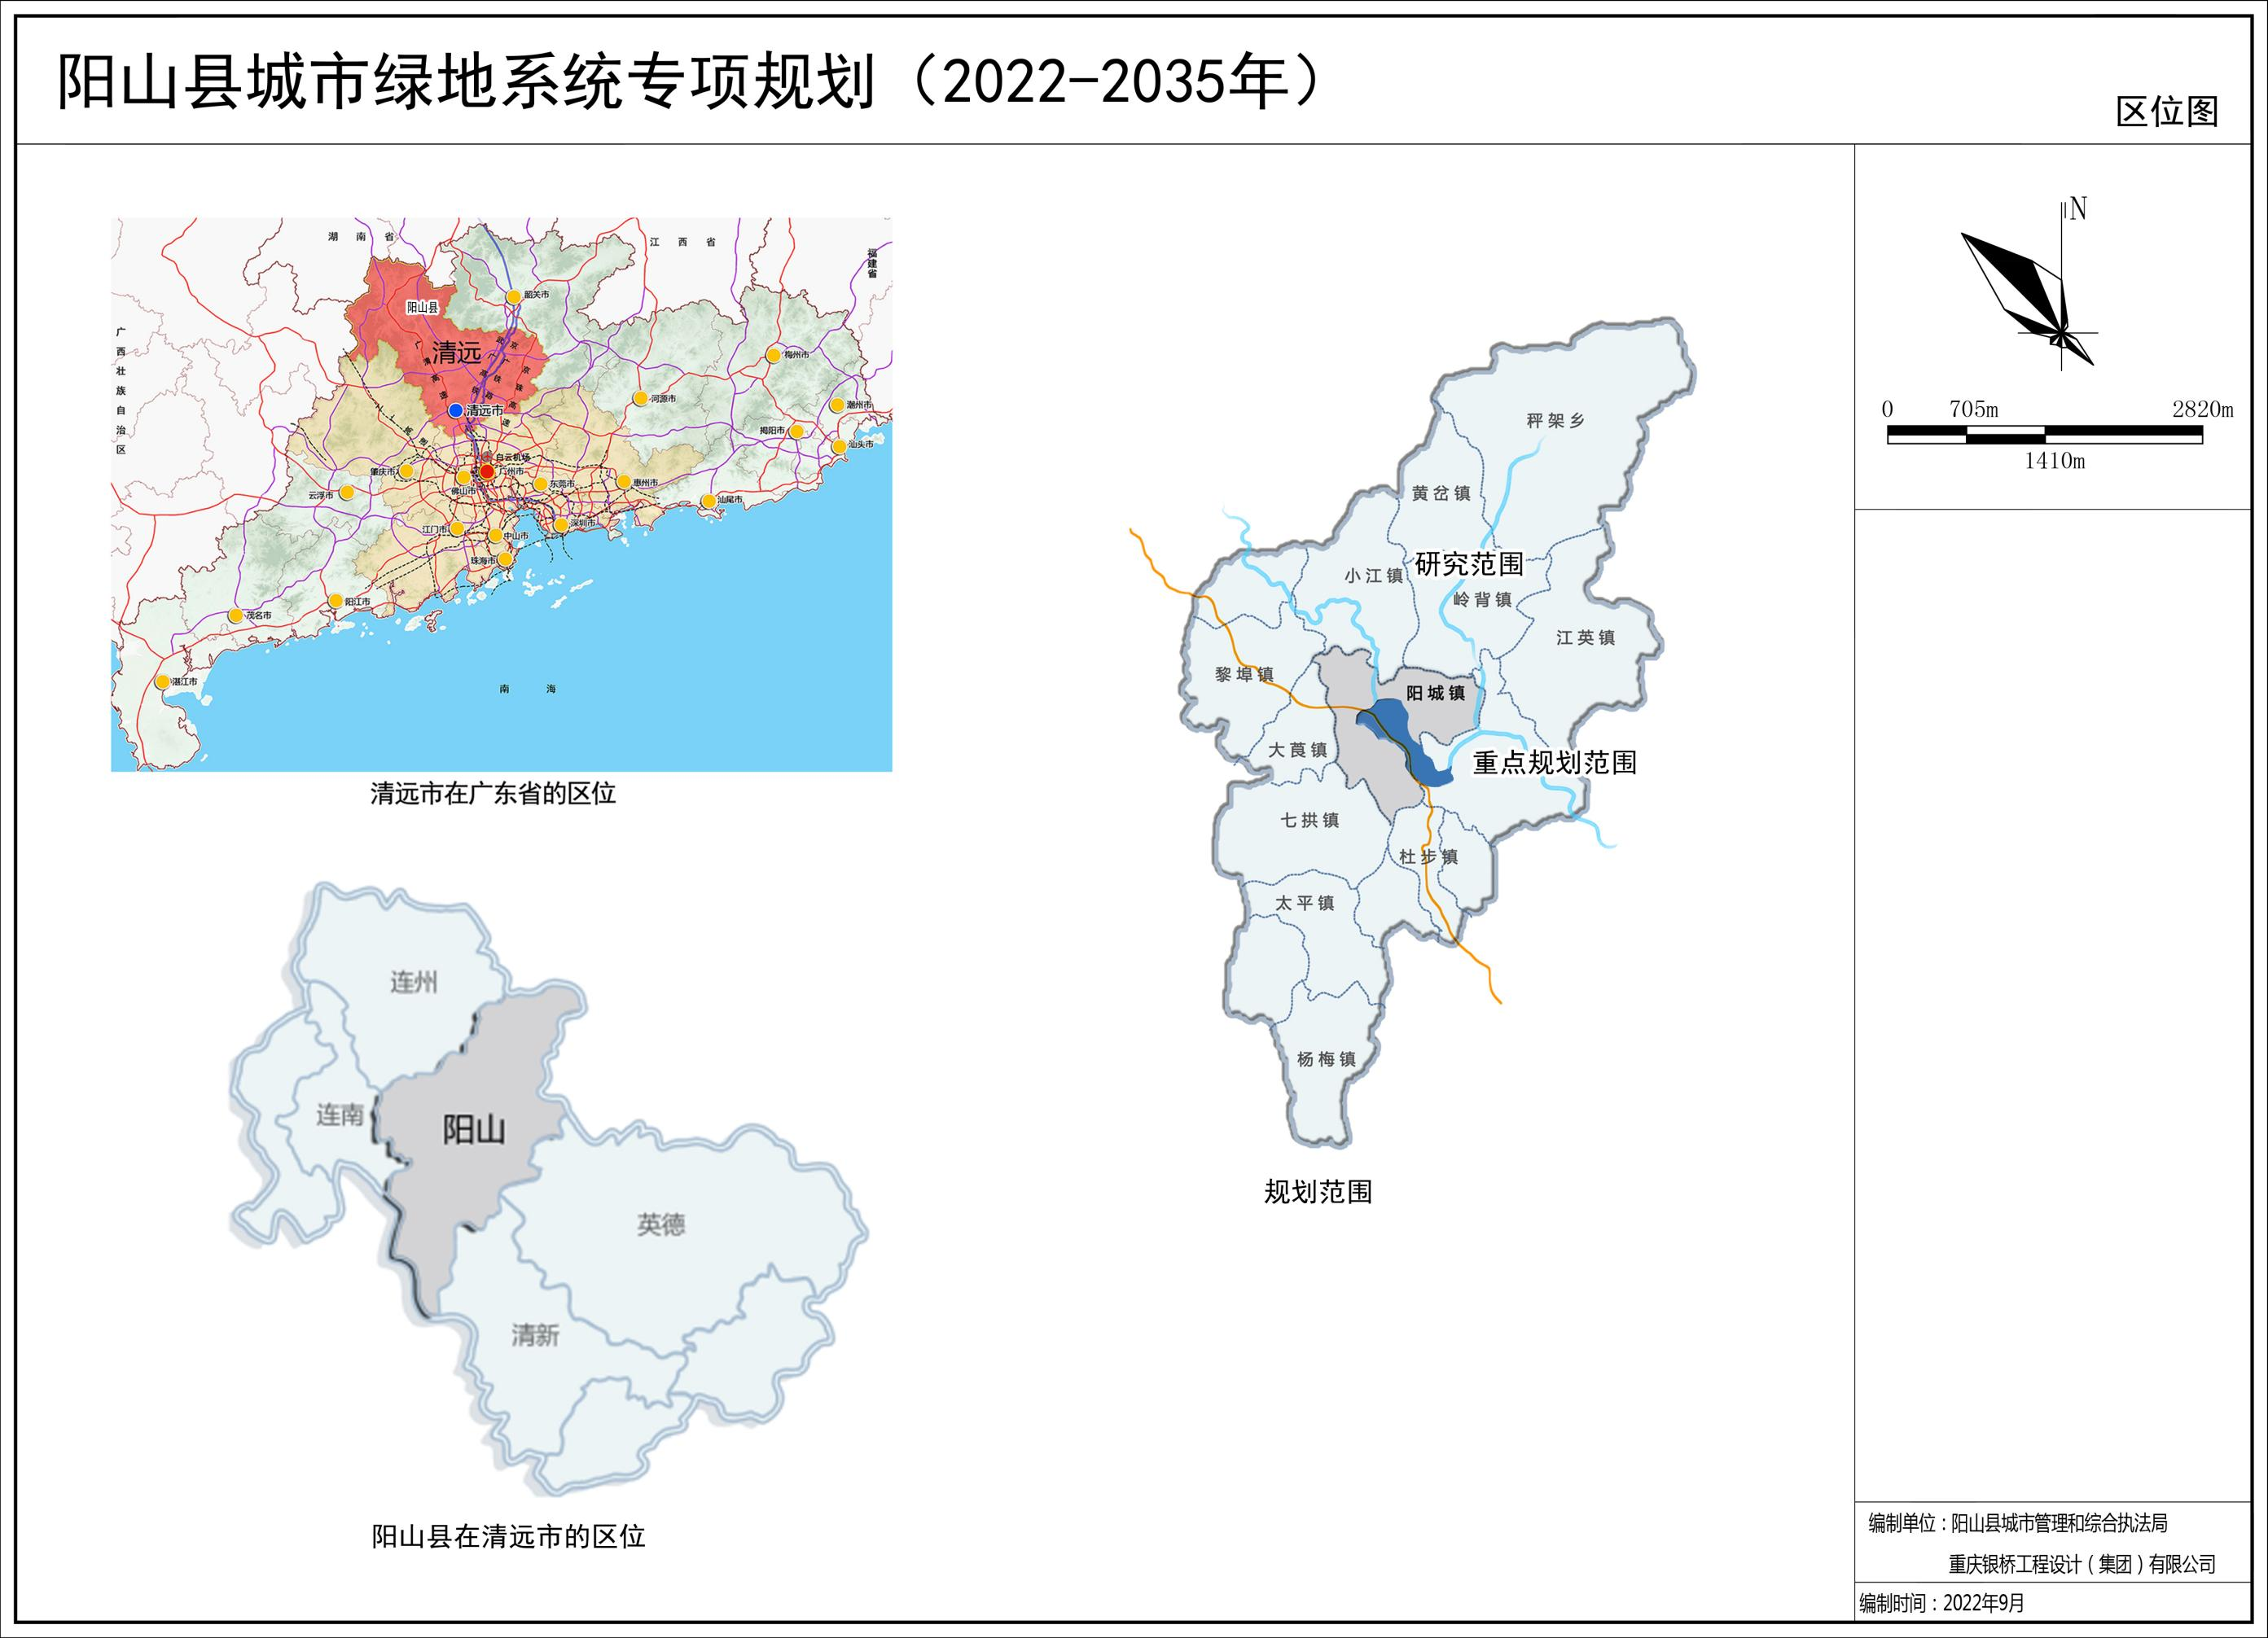 阳山县城市绿地系统专项规划（2022-2035年）
区位图
湖 南 省
江 西 省
福建省
广西壮族自治区
阳山县
清远
韶关市
梅州市
清远市
河源市
潮州市
揭阳市
汕头市
白云机场
肇庆市
广州市
佛山市
东莞市
惠州市
云浮市
汕尾市
江门市
深圳市
中山市
珠海市
阳江市
茂名市
湛江市
南 海
清远市在广东省的区位
连州
连南
阳山
英德
清新
阳山县在清远市的区位
秤架乡
黄岔镇
研究范围
小江镇
岭背镇
江英镇
黎埠镇
阳城镇
大莨镇
重点规划范围
七拱镇
杜步镇
太平镇
杨梅镇
规划范围
N
0 705m 2820m
1410m
编制单位：阳山县城市管理和综合执法局
重庆银桥工程设计（集团）有限公司
编制时间：2022年9月